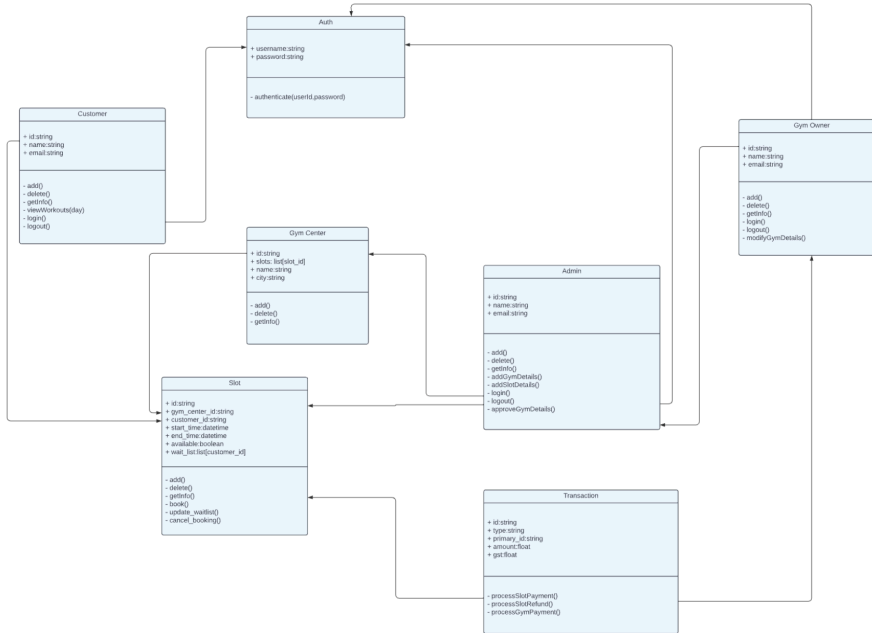 Auth
+ username:string
+ password:string
- authenticate(userId,password)
Customer
+ id:string
+ name:string
+ email:string
- add()
- delete()
- getInfo()
- viewWorkouts(day)
- login()
- logout()
Gym Owner
+ id:string
+ name:string
+ email:string
- add()
- delete()
- getInfo()
- login()
- logout()
- modifyGymDetails()
Gym Center
+ id:string
+ slots: list[slot_id]
+ name:string
+ city:string
- add()
- delete()
- getInfo()
Admin
+ id:string
+ name:string
+ email:string
- add()
- delete()
- getInfo()
- addGymDetails()
- addSlotDetails()
- login()
- logout()
- approveGymDetails()
Slot
+ id:string
+ gym_center_id:string
+ customer_id:string
+ start_time:datetime
+ end_time:datetime
+ available:boolean
+ wait_list:list[customer_id]
- add()
- delete()
- getInfo()
- book()
- update_waitlist()
- cancel_booking()
Transaction
+ id:string
+ type:string
+ primary_id:string
+ amount:float
+ gst:float
- processSlotPayment()
- processSlotRefund()
- processGymPayment()